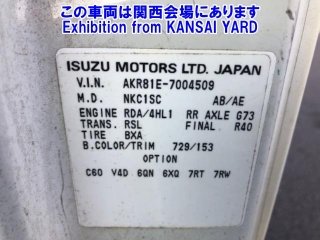 この車両は関西会場にあります
Exhibition from KANSAI YARD
ISUZU MOTORS LTD. JAPAN
V.I.N. AKR81E-7004509
M.D. NKC1SC AB/AE
ENGINE RDA/4HL1 RR AXLE G73
TRANS. RSL FINAL R40
TIRE BXA
B.COLOR/TRIM 729/153
OPTION
C60 V4D 6QN 6XQ 7RT 7RW